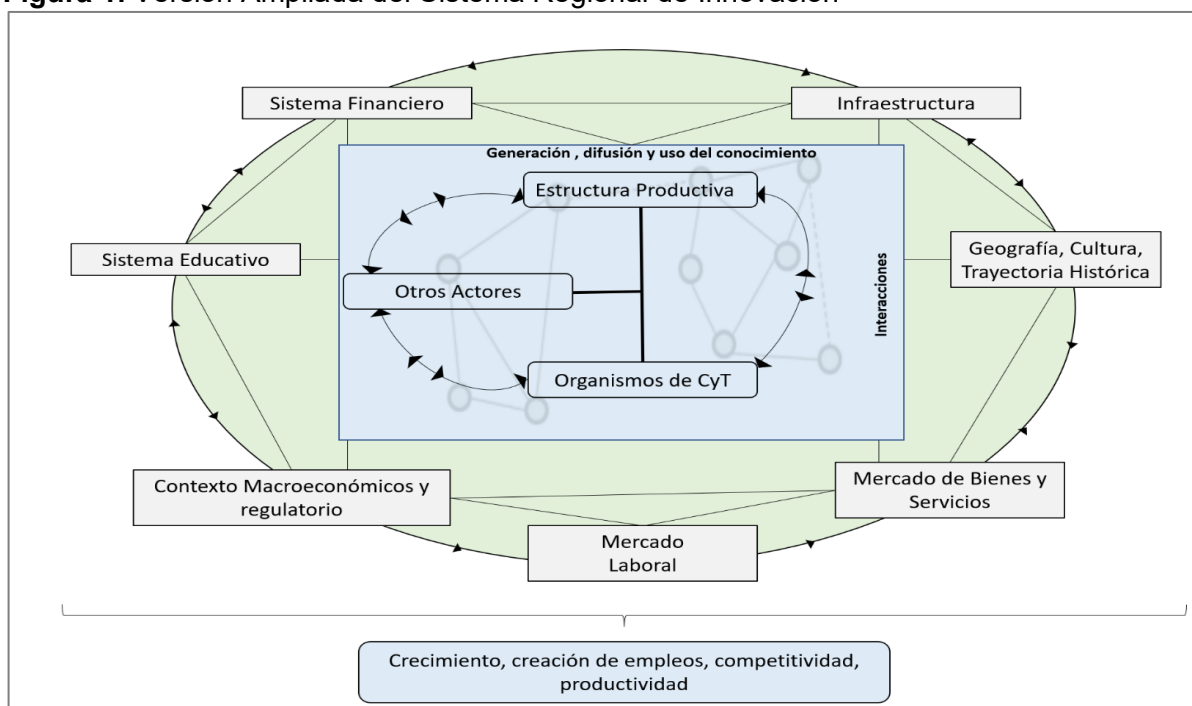 Figura 1. Versión Ampliada del Sistema Regional de Innovación
Sistema Financiero
Infraestructura
Generación , difusión y uso del conocimiento
Estructura Productiva
Sistema Educativo
Otros Actores
Interacciones
Geografía, Cultura,
Trayectoria Histórica
Organismos de CyT
Contexto Macroeconómicos y
regulatorio
Mercado de Bienes y
Servicios
Mercado
Laboral
Crecimiento, creación de empleos, competitividad,
productividad